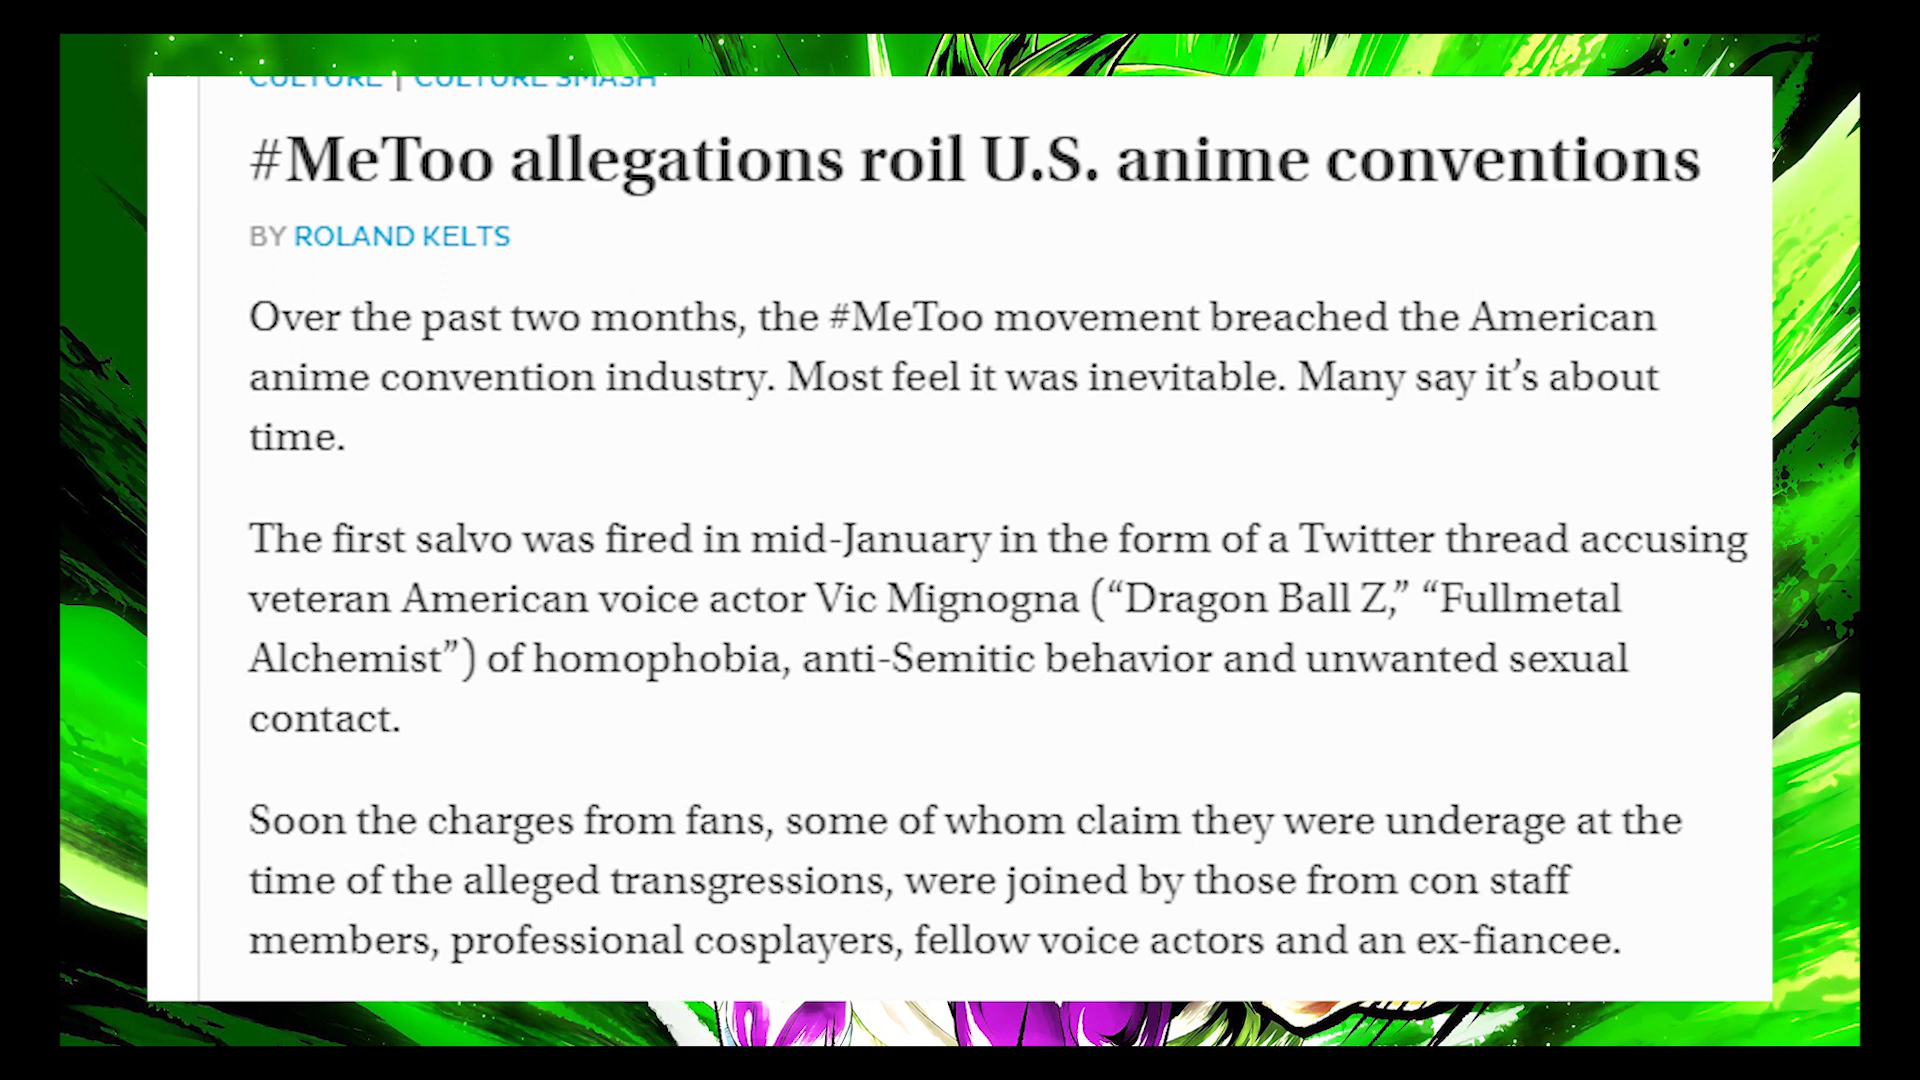 CULTURE | CULTURE SMASH
#MeToo allegations roil U.S. anime conventions
BY ROLAND KELTS
Over the past two months, the #MeToo movement breached the American
anime convention industry. Most feel it was inevitable. Many say it’s about
time.
The first salvo was fired in mid-January in the form of a Twitter thread accusing
veteran American voice actor Vic Mignogna (“Dragon Ball Z,” “Fullmetal
Alchemist”) of homophobia, anti-Semitic behavior and unwanted sexual
contact.
Soon the charges from fans, some of whom claim they were underage at the
time of the alleged transgressions, were joined by those from con staff
members, professional cosplayers, fellow voice actors and an ex-fiancee.